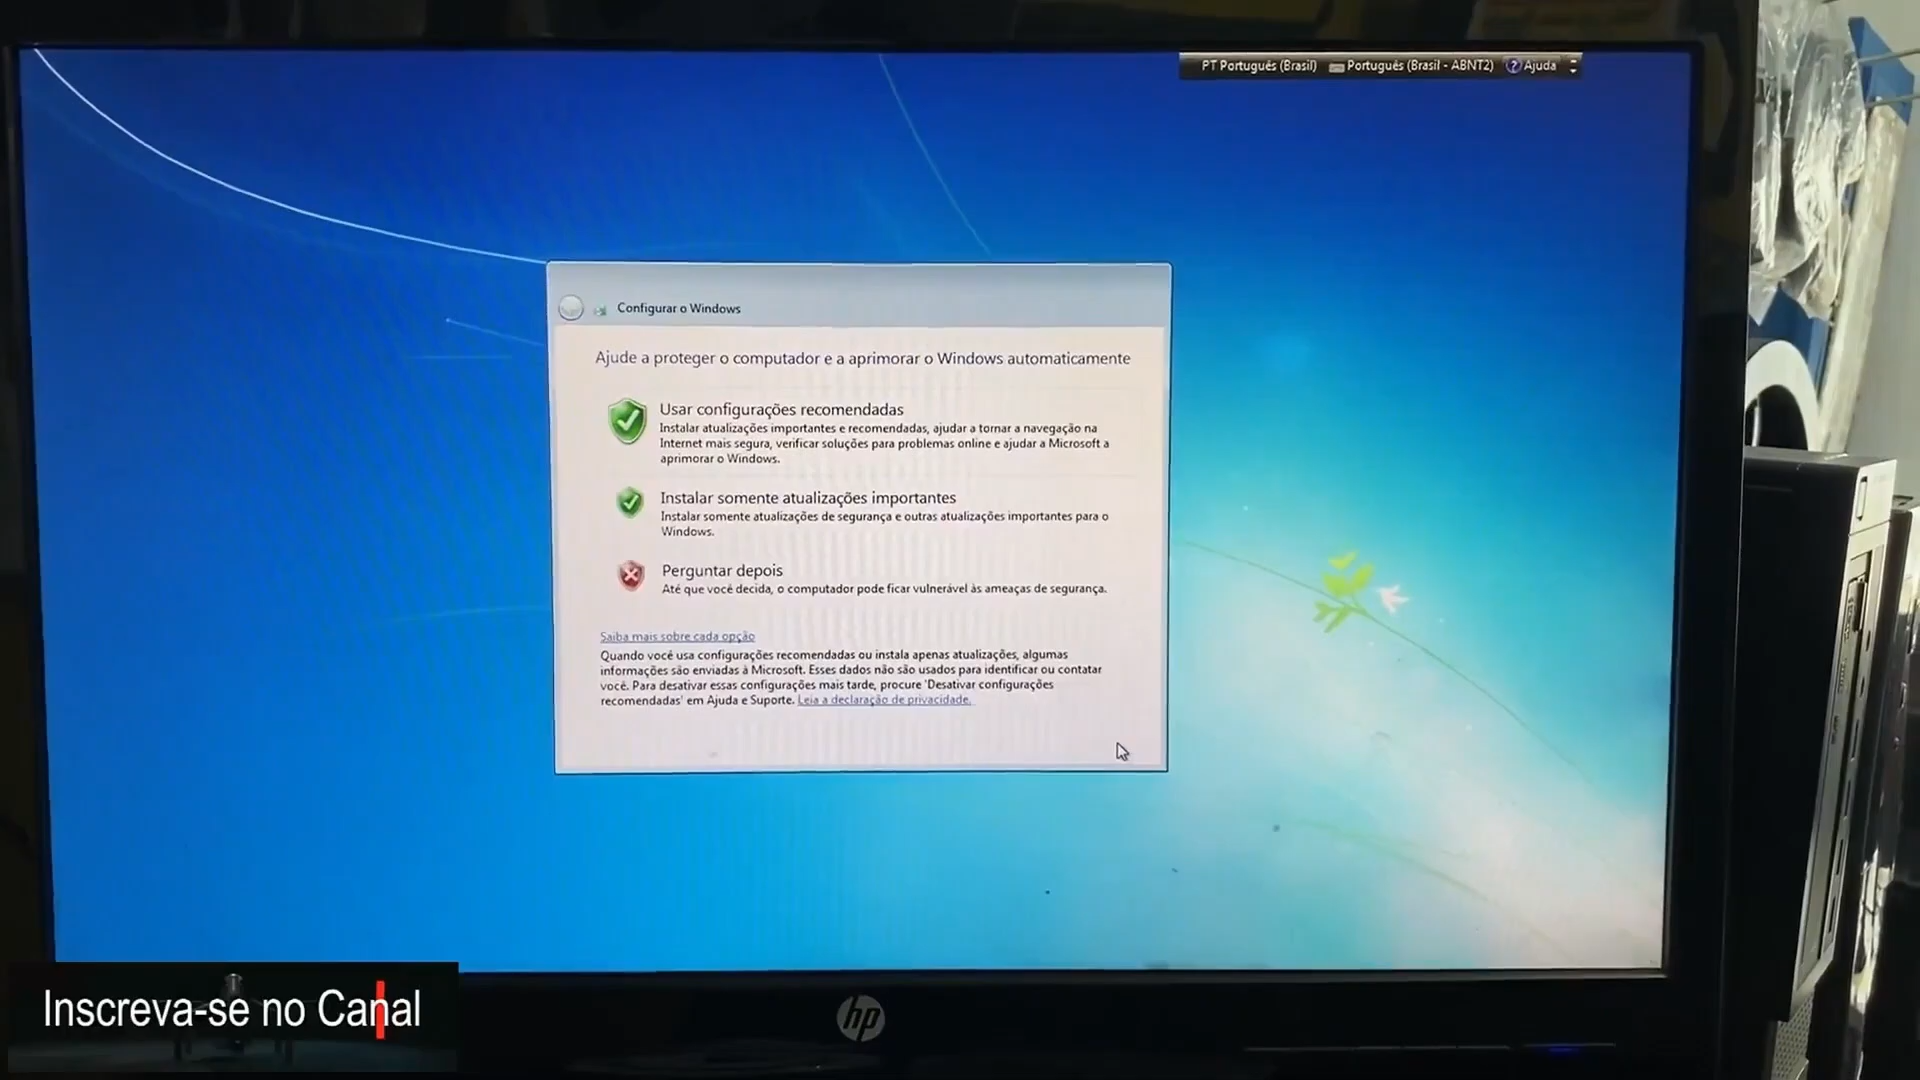 PT Português (Brasil) Português (Brasil - ABNT2) ? Ajuda
Configurar o Windows
Ajude a proteger o computador e a aprimorar o Windows automaticamente
Usar configurações recomendadas
Instalar atualizações importantes e recomendadas, ajudar a tornar a navegação na
Internet mais segura, verificar soluções para problemas online e ajudar a Microsoft a
aprimorar o Windows.
Instalar somente atualizações importantes
Instalar somente atualizações de segurança e outras atualizações importantes para o
Windows.
Perguntar depois
Até que você decida, o computador pode ficar vulnerável às ameaças de segurança.
Saiba mais sobre cada opção
Quando você usa configurações recomendadas ou instala apenas atualizações, algumas
informações são enviadas à Microsoft. Esses dados não são usados para identificar ou contatar
você. Para desativar essas configurações mais tarde, procure 'Desativar configurações
recomendadas' em Ajuda e Suporte. Leia a declaração de privacidade.
Inscreva-se no Canal
hp